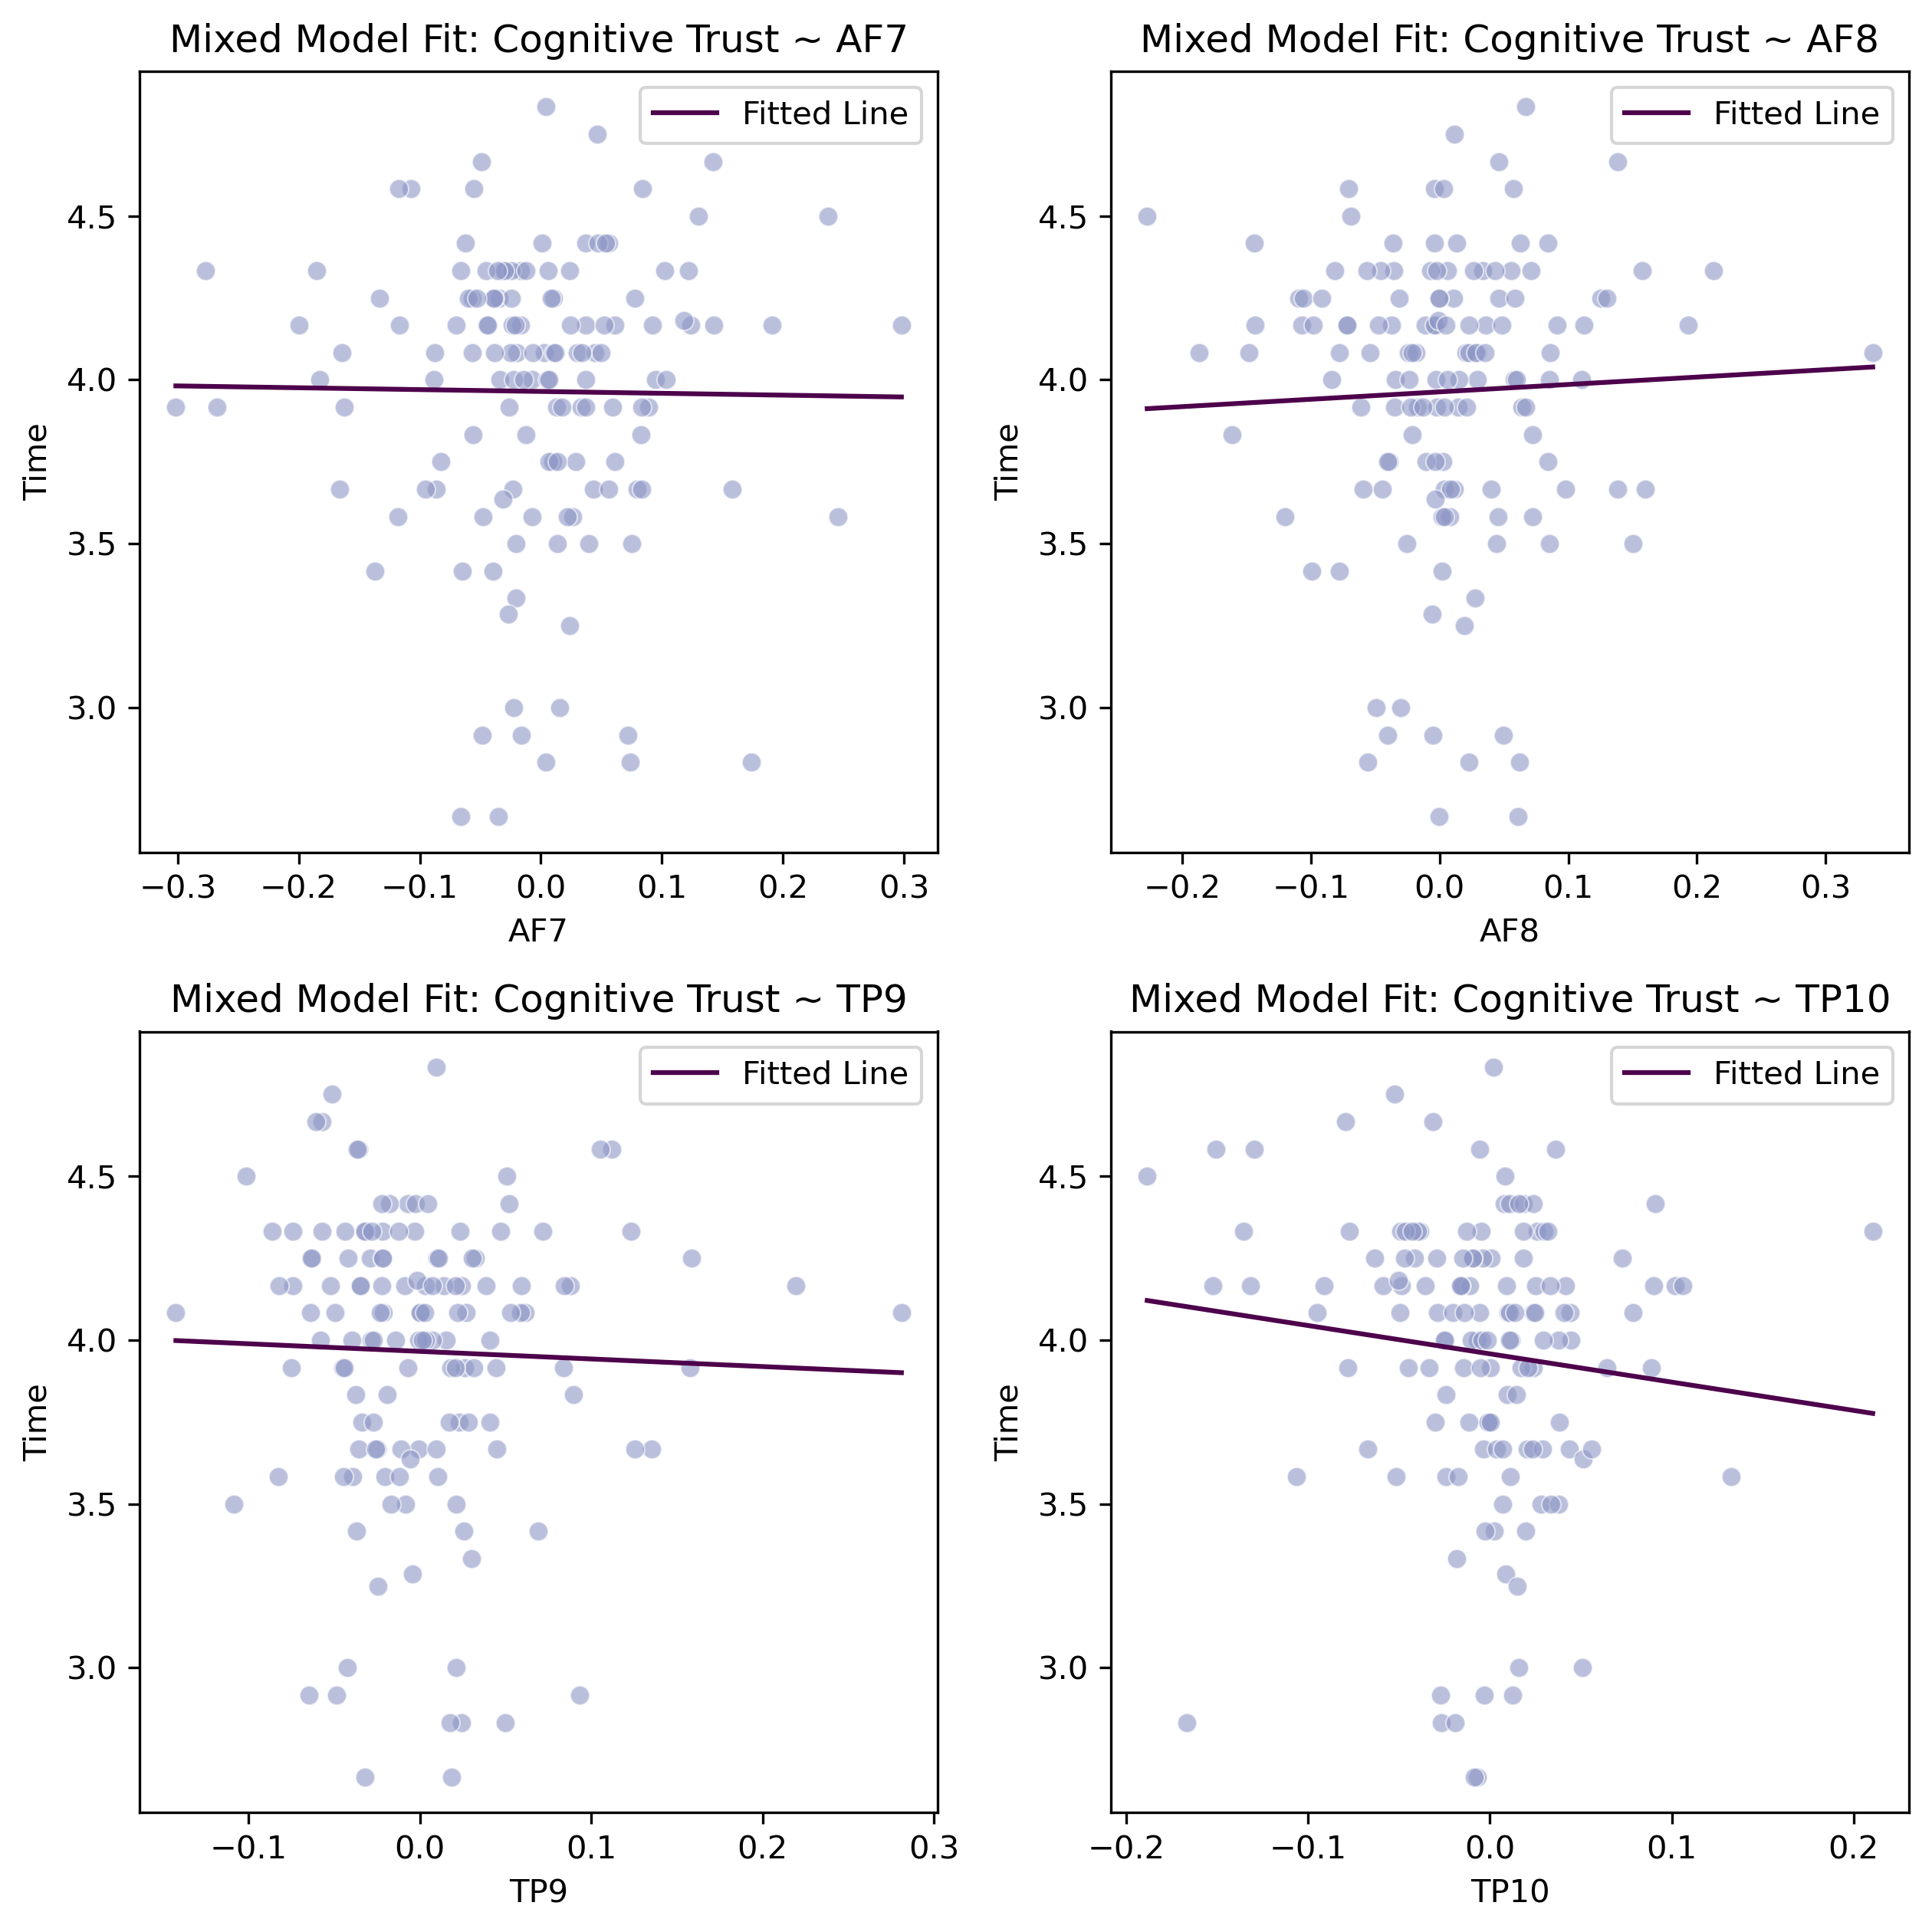 Mixed Model Fit: Cognitive Trust ~ AF7
Fitted Line
4.5
4.0
3.5
3.0
Time
−0.3 −0.2 −0.1 0.0 0.1 0.2 0.3
AF7
Mixed Model Fit: Cognitive Trust ~ AF8
Fitted Line
4.5
4.0
3.5
3.0
Time
−0.2 −0.1 0.0 0.1 0.2 0.3
AF8
Mixed Model Fit: Cognitive Trust ~ TP9
Fitted Line
4.5
4.0
3.5
3.0
Time
−0.1 0.0 0.1 0.2 0.3
TP9
Mixed Model Fit: Cognitive Trust ~ TP10
Fitted Line
4.5
4.0
3.5
3.0
Time
−0.2 −0.1 0.0 0.1 0.2
TP10